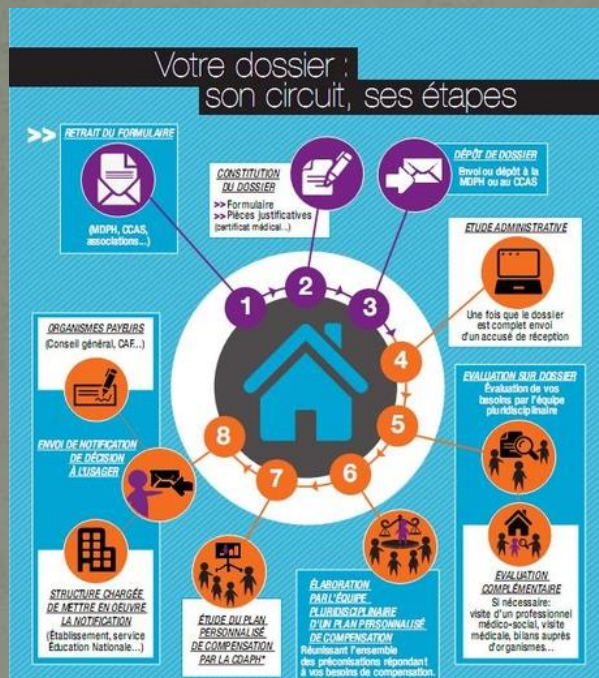 Votre dossier :
son circuit, ses étapes
>> RETRAIT DU FORMULAIRE
(MDPH, CCAS,
associations...)
CONSTITUTION
DU DOSSIER
>> Formulaire
>> Pièces justificatives
(certificat médical...)
DÉPÔT DE DOSSIER
Envoi ou dépôt à la
MDPH ou au CCAS
ETUDE ADMINISTRATIVE
Une fois que le dossier
est complet envoi
d'un accusé de réception
1
2
3
4
5
6
7
8
EVALUATION SUR DOSSIER
Évaluation de vos
besoins par l'équipe
pluridisciplinaire
EVALUATION
COMPLÉMENTAIRE
Si nécessaire:
visite d'un professionnel
médico-social, visite
médicale, bilans auprès
d'organismes...
ÉLABORATION
PAR L'ÉQUIPE
PLURIDISCIPLINAIRE
D'UN PLAN PERSONNALISÉ
DE COMPENSATION
Réunissant l'ensemble
des préconisations répondant
à vos besoins de compensation.
ÉTUDE DU PLAN
PERSONNALISÉ
DE COMPENSATION
PAR LA CDAPH*
ORGANISMES PAYEURS
(Conseil général, CAF...)
ENVOI DE NOTIFICATION
DE DÉCISION
À L'USAGER
STRUCTURE CHARGÉE
DE METTRE EN OEUVRE
LA NOTIFICATION
(Établissement, service
Éducation Nationale...)